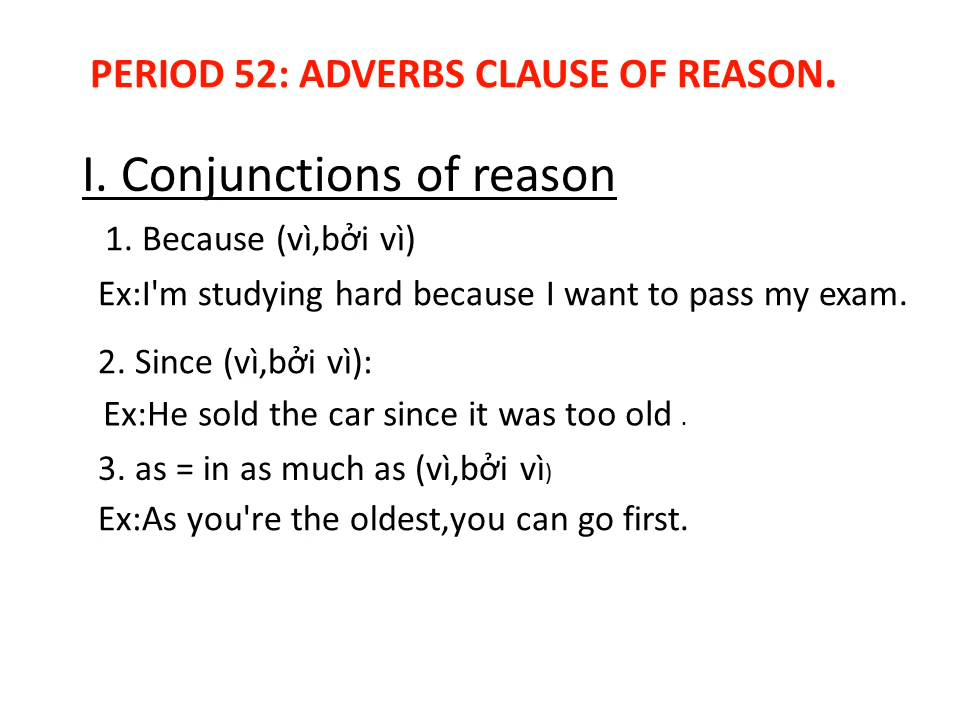 PERIOD 52: ADVERBS CLAUSE OF REASON.
I. Conjunctions of reason
1. Because (vì,bởi vì)
Ex:I'm studying hard because I want to pass my exam.
2. Since (vì,bởi vì):
Ex:He sold the car since it was too old .
3. as = in as much as (vì,bởi vì)
Ex:As you're the oldest,you can go first.